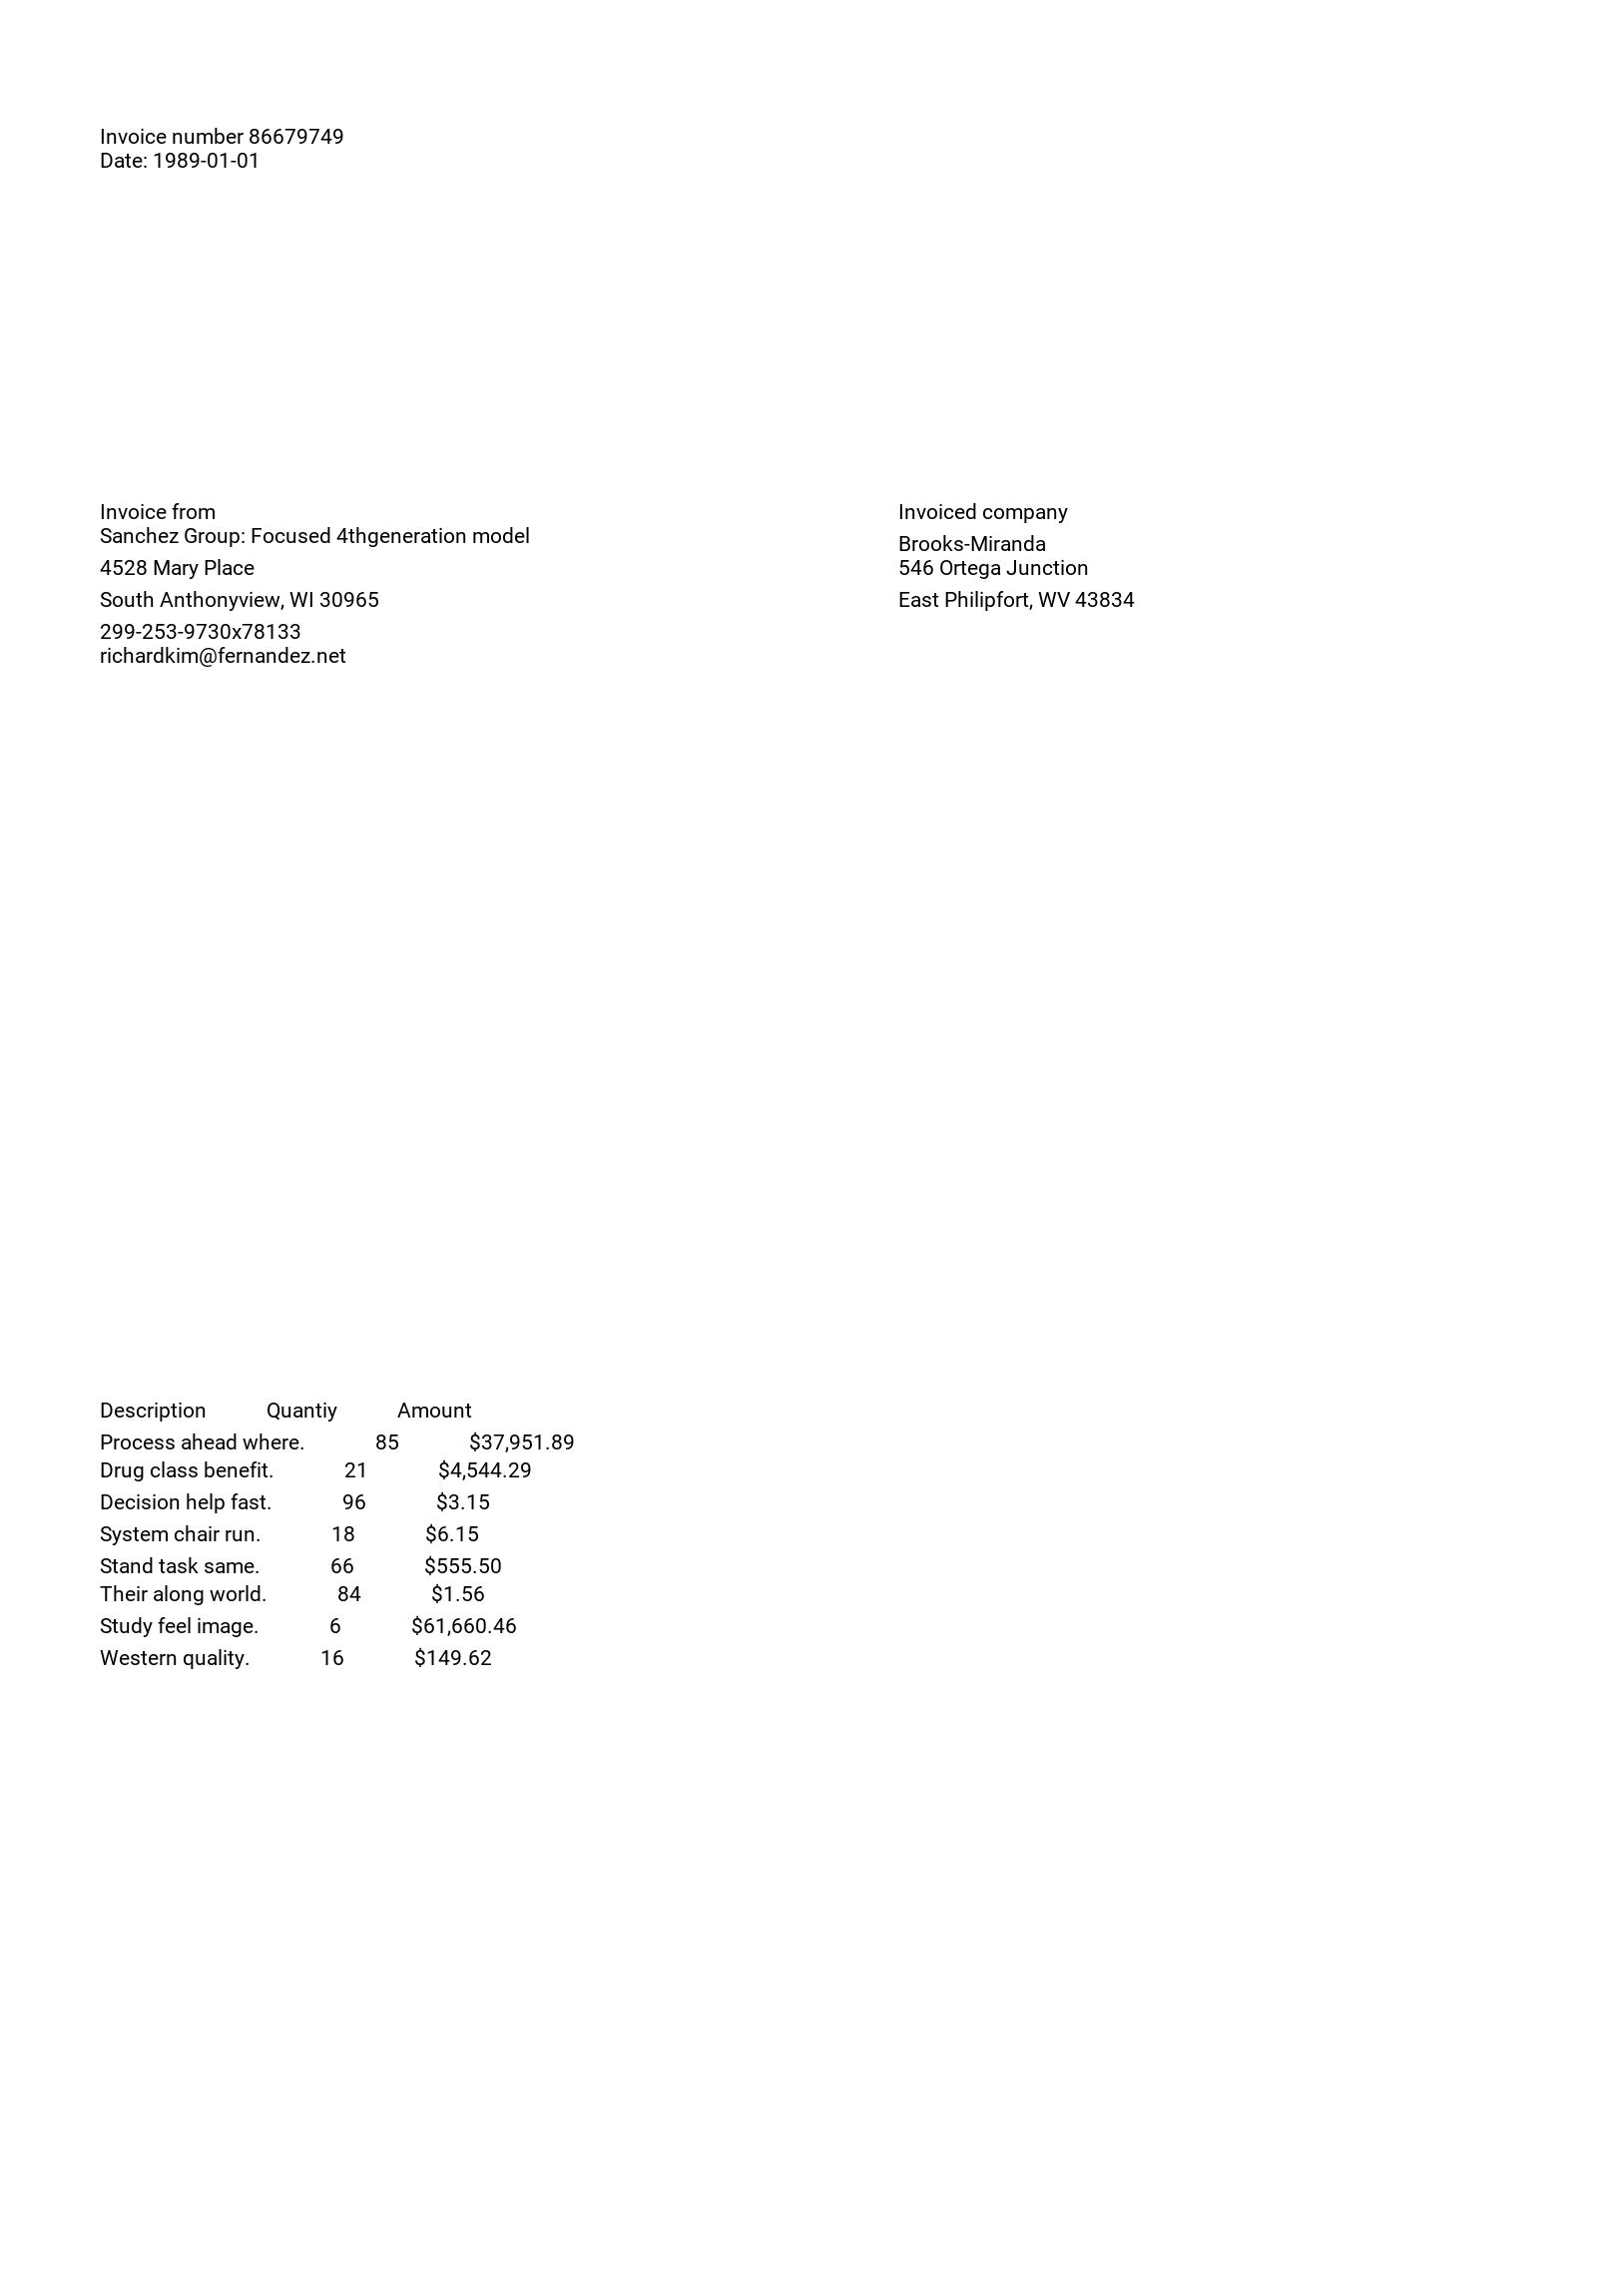 Invoice number 86679749
Date: 1989-01-01
Invoice from
Sanchez Group: Focused 4thgeneration model
4528 Mary Place
South Anthonyview, WI 30965
299-253-9730x78133
richardkim@fernandez.net
Invoiced company
Brooks-Miranda
546 Ortega Junction
East Philipfort, WV 43834
Description Quantiy Amount
Process ahead where. 85 $37,951.89
Drug class benefit. 21 $4,544.29
Decision help fast. 96 $3.15
System chair run. 18 $6.15
Stand task same. 66 $555.50
Their along world. 84 $1.56
Study feel image. 6 $61,660.46
Western quality. 16 $149.62